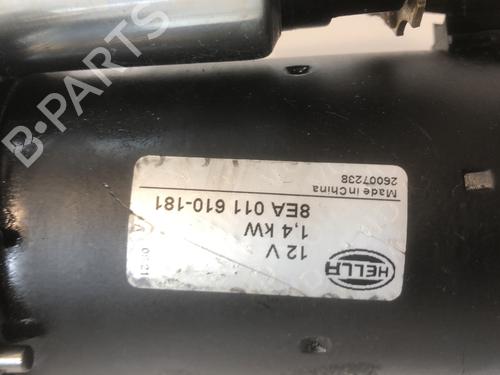 HELLA
12 V
1,4 kW
8EA 011 610-181
Made in China
26007238
B-PARTS